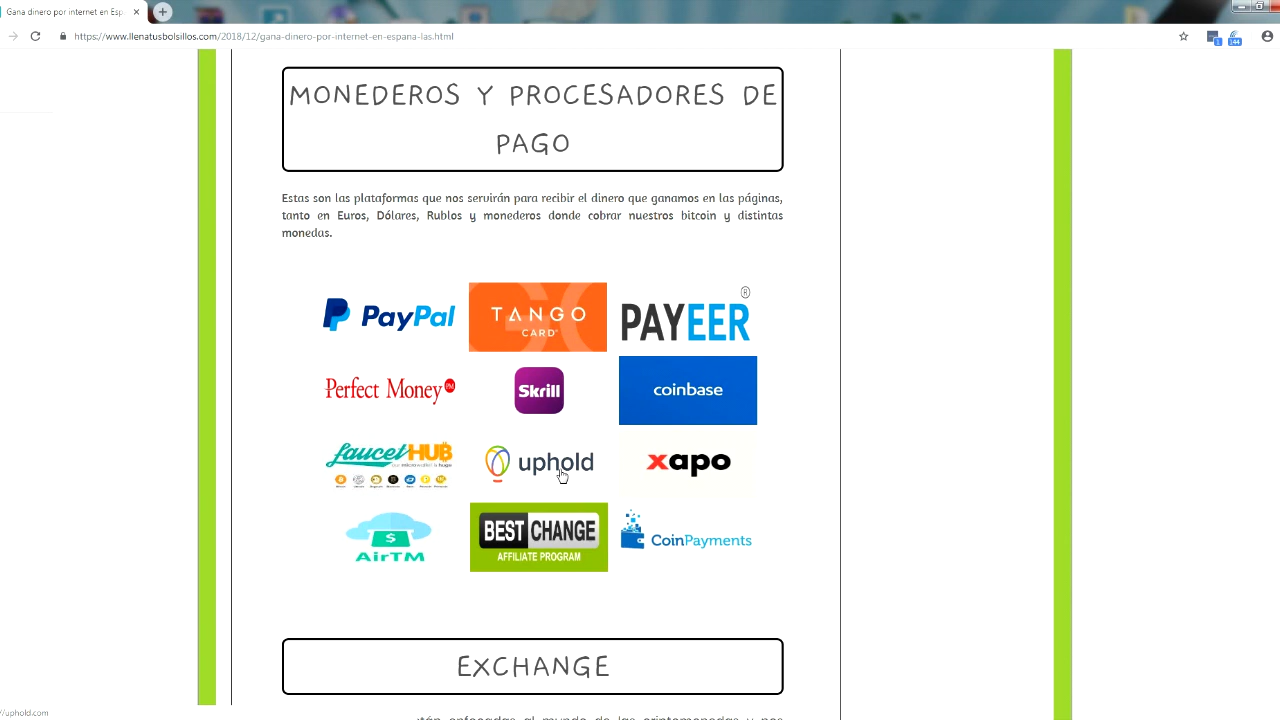 Gana dinero por internet en Esp
https://www.llenatusbolsillos.com/2018/12/gana-dinero-por-internet-en-espana-las.html
1
144
MONEDEROS Y PROCESADORES DE
PAGO
Estas son las plataformas que nos servirán para recibir el dinero que ganamos en las páginas,
tanto en Euros, Dólares, Rublos y monederos donde cobrar nuestros bitcoin y distintas
monedas.
PayPal
TANGO
CARD
PAYEER ®
Perfect Money PM
Skrill
coinbase
faucetHUB
uphold
xapo
$
AirTM
BEST CHANGE
AFFILIATE PROGRAM
CoinPayments
EXCHANGE
//uphold.com